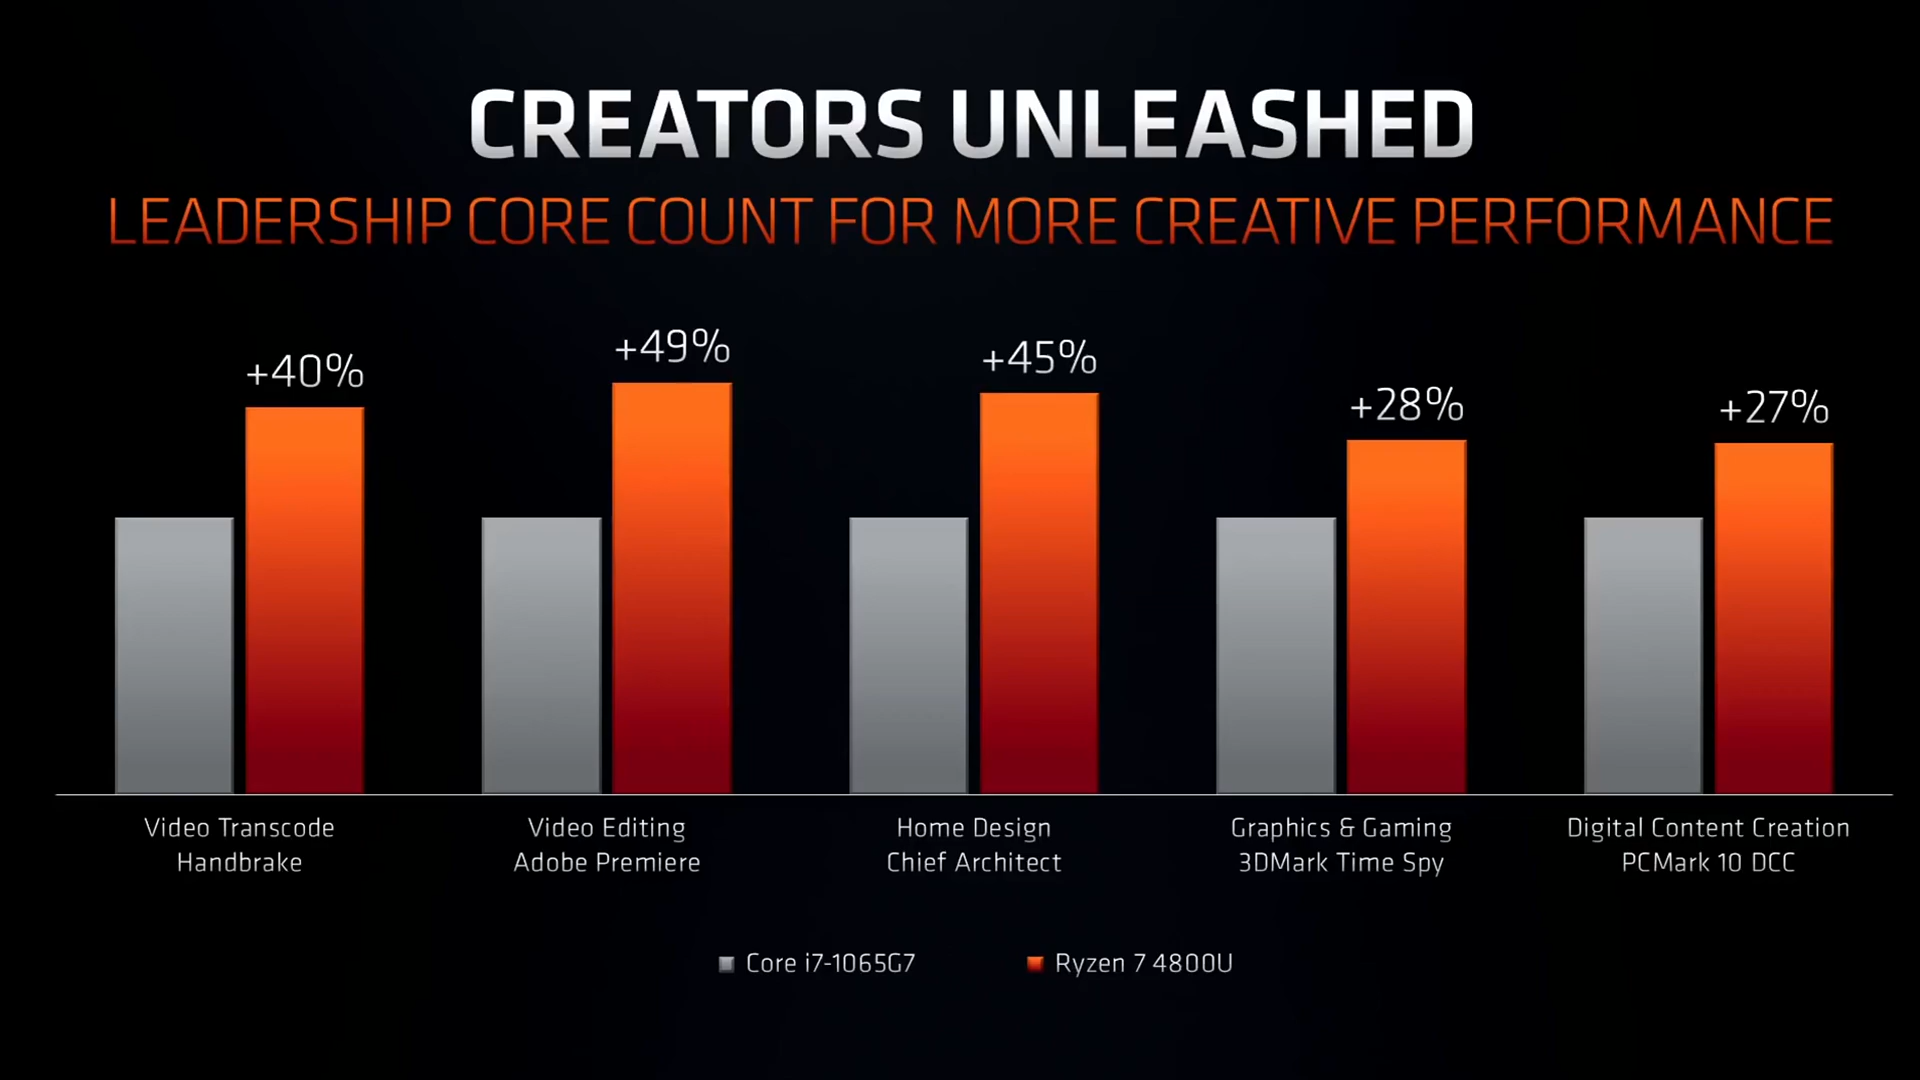 CREATORS UNLEASHED
LEADERSHIP CORE COUNT FOR MORE CREATIVE PERFORMANCE
+40%
+49%
+45%
+28%
+27%
Video Transcode
Handbrake
Video Editing
Adobe Premiere
Home Design
Chief Architect
Graphics & Gaming
3DMark Time Spy
Digital Content Creation
PCMark 10 DCC
Core i7-1065G7
Ryzen 7 4800U